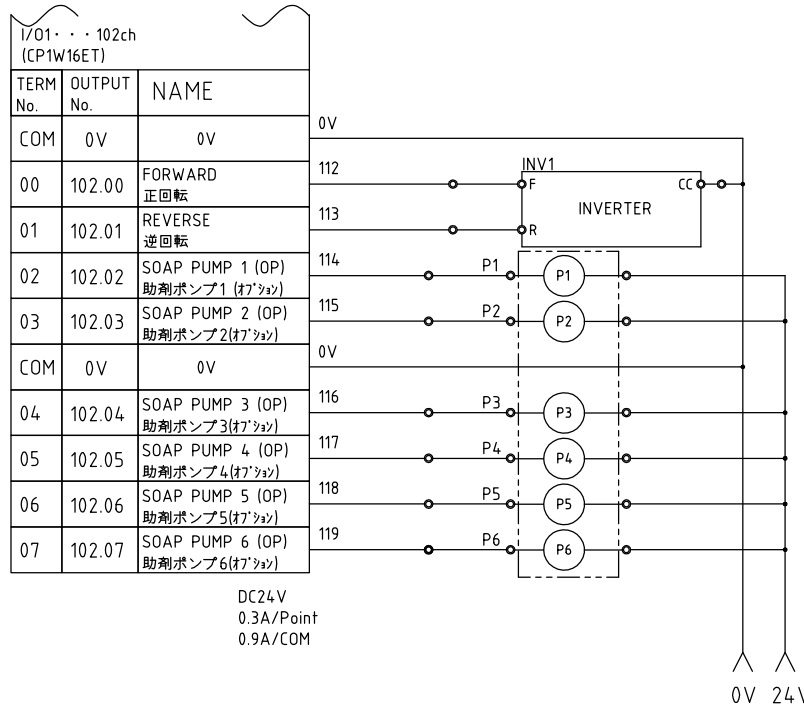 I/O1・・・102ch
(CP1W16ET)
TERM No. OUTPUT No. NAME
COM 0V 0V 0V
00 102.00 FORWARD 112
正回転
INV1
F CC
INVERTER
01 102.01 REVERSE 113
逆回転
R
02 102.02 SOAP PUMP 1 (OP) 114 P1 P1
助剤ポンプ1 (ｵﾌﾟｼｮﾝ)
03 102.03 SOAP PUMP 2 (OP) 115 P2 P2
助剤ポンプ2(ｵﾌﾟｼｮﾝ)
COM 0V 0V 0V
04 102.04 SOAP PUMP 3 (OP) 116 P3 P3
助剤ポンプ3(ｵﾌﾟｼｮﾝ)
05 102.05 SOAP PUMP 4 (OP) 117 P4 P4
助剤ポンプ4(ｵﾌﾟｼｮﾝ)
06 102.06 SOAP PUMP 5 (OP) 118 P5 P5
助剤ポンプ5(ｵﾌﾟｼｮﾝ)
07 102.07 SOAP PUMP 6 (OP) 119 P6 P6
助剤ポンプ6(ｵﾌﾟｼｮﾝ)
DC24V
0.3A/Point
0.9A/COM
0V 24V